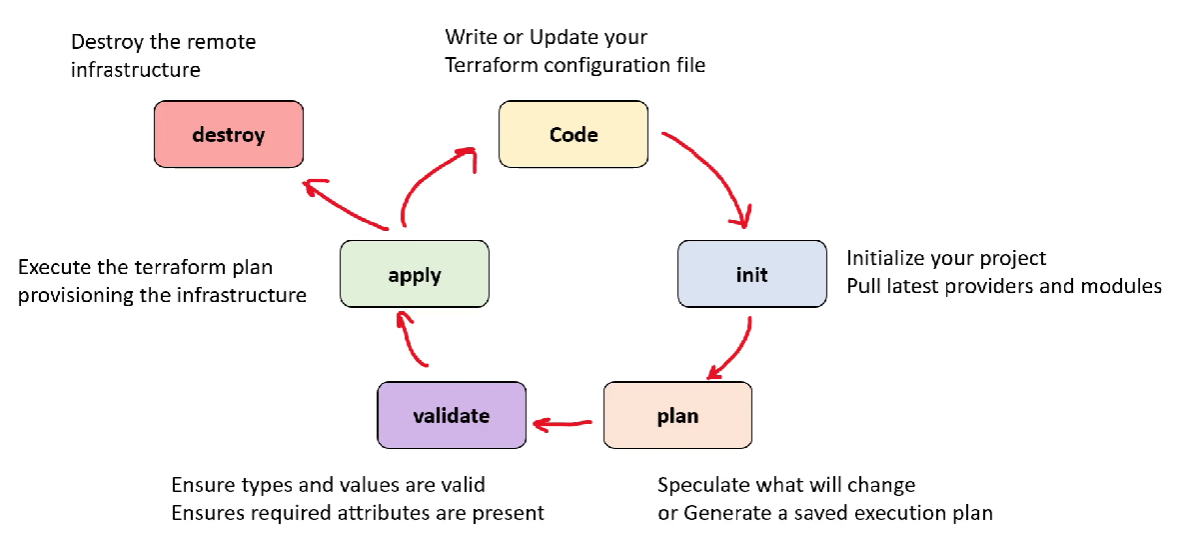 Destroy the remote
infrastructure
destroy
Write or Update your
Terraform configuration file
Code
Execute the terraform plan
provisioning the infrastructure
apply
init
Initialize your project
Pull latest providers and modules
validate
plan
Ensure types and values are valid
Ensures required attributes are present
Speculate what will change
or Generate a saved execution plan